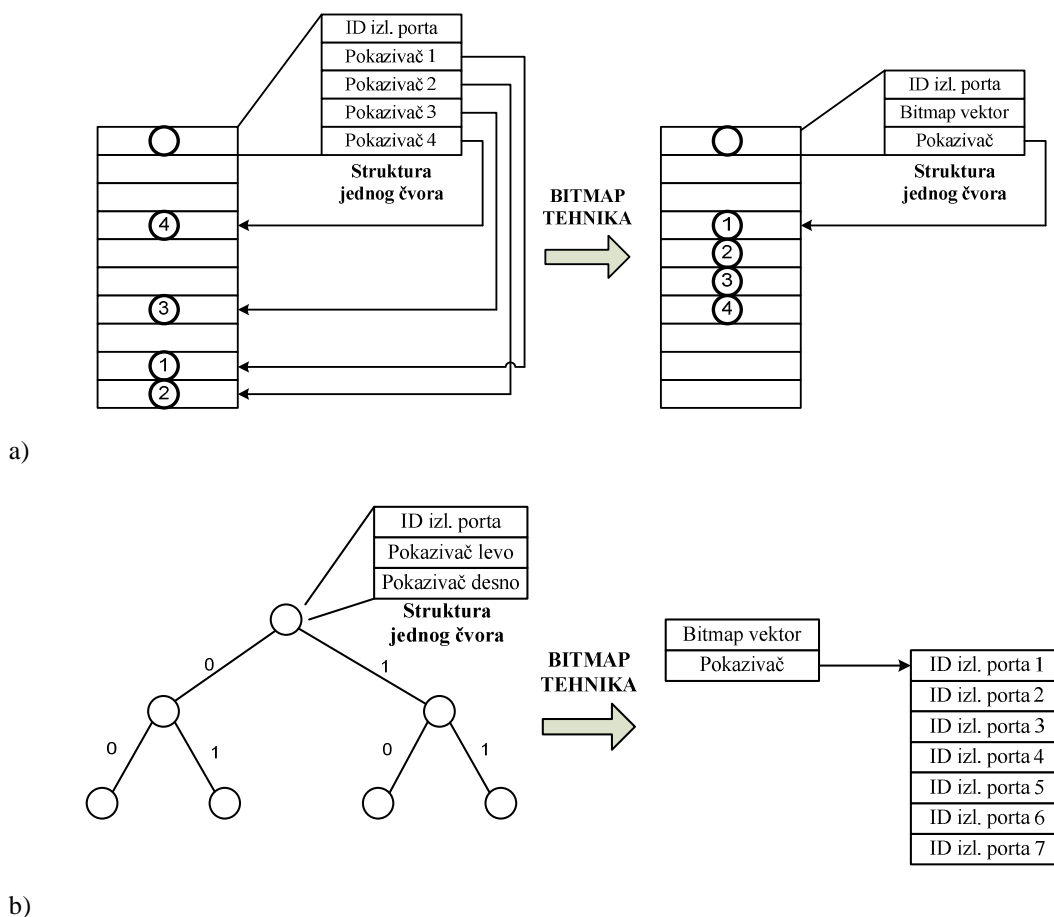 ID izl. porta
Pokazivač 1
Pokazivač 2
Pokazivač 3
Pokazivač 4
Struktura
jednog čvora
4
3
1
2
BITMAP
TEHNIKA
ID izl. porta
Bitmap vektor
Pokazivač
Struktura
jednog čvora
1
2
3
4
a)
ID izl. porta
Pokazivač levo
Pokazivač desno
Struktura
jednog čvora
0
1
0
1
0
1
BITMAP
TEHNIKA
Bitmap vektor
Pokazivač
ID izl. porta 1
ID izl. porta 2
ID izl. porta 3
ID izl. porta 4
ID izl. porta 5
ID izl. porta 6
ID izl. porta 7
b)